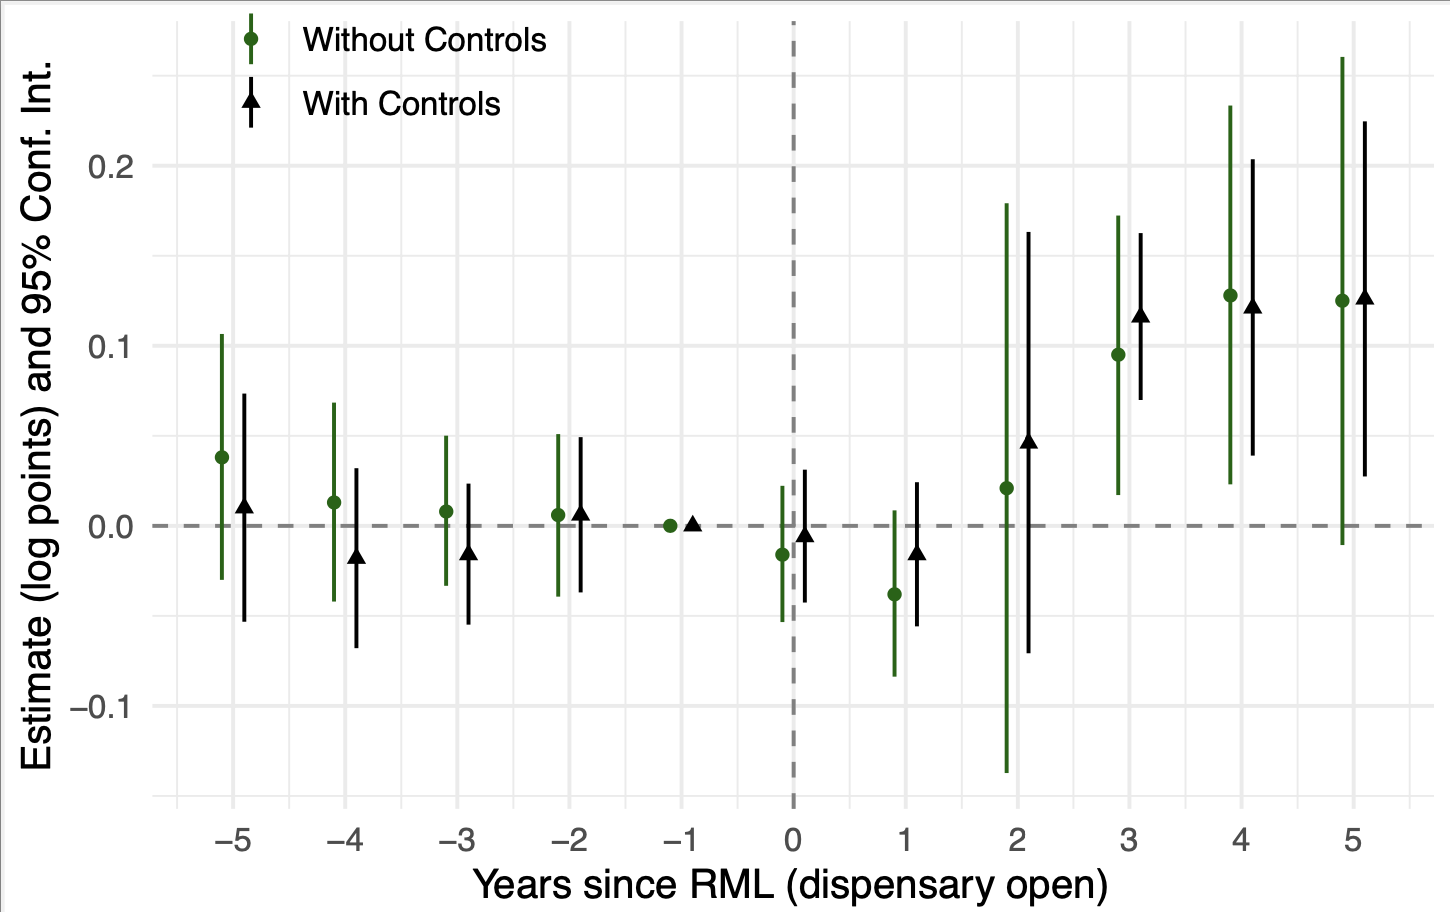 Without Controls
With Controls
Estimate (log points) and 95% Conf. Int.
0.2
0.1
0.0
−0.1
−5 −4 −3 −2 −1 0 1 2 3 4 5
Years since RML (dispensary open)